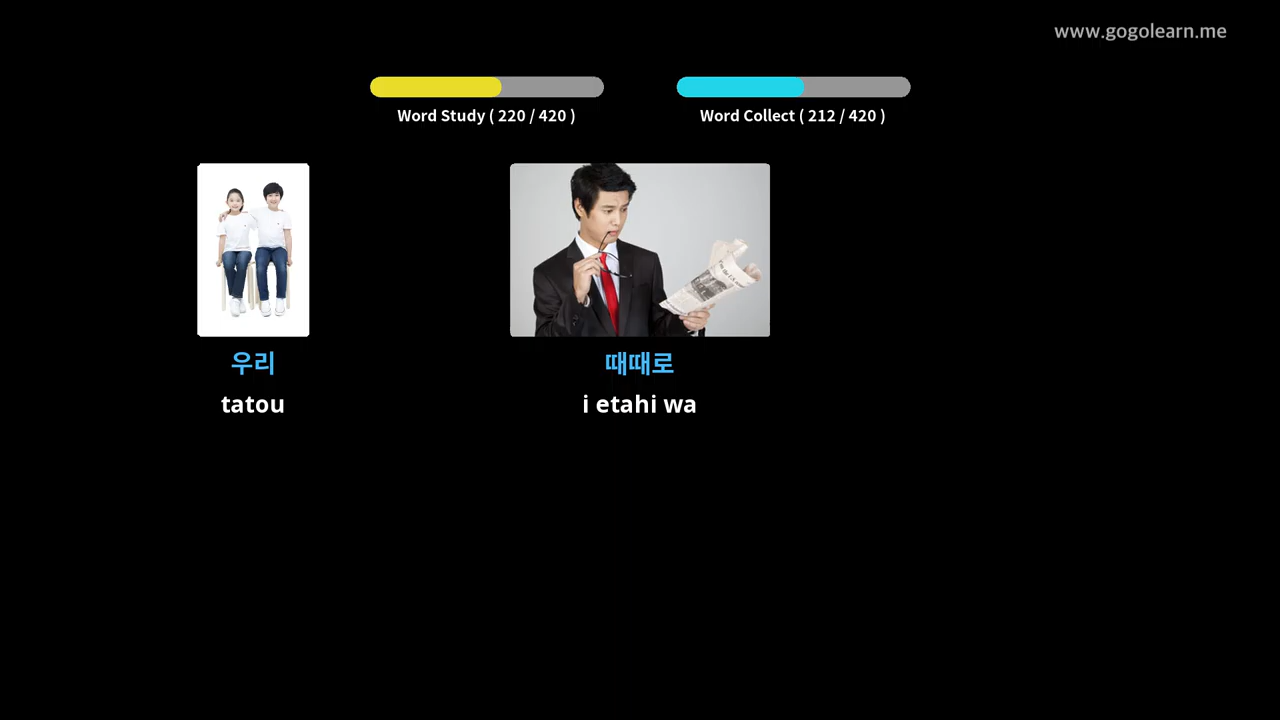 www.gogolearn.me
Word Study ( 220 / 420 )
Word Collect ( 212 / 420 )
우리
때때로
tatou
i etahi wa